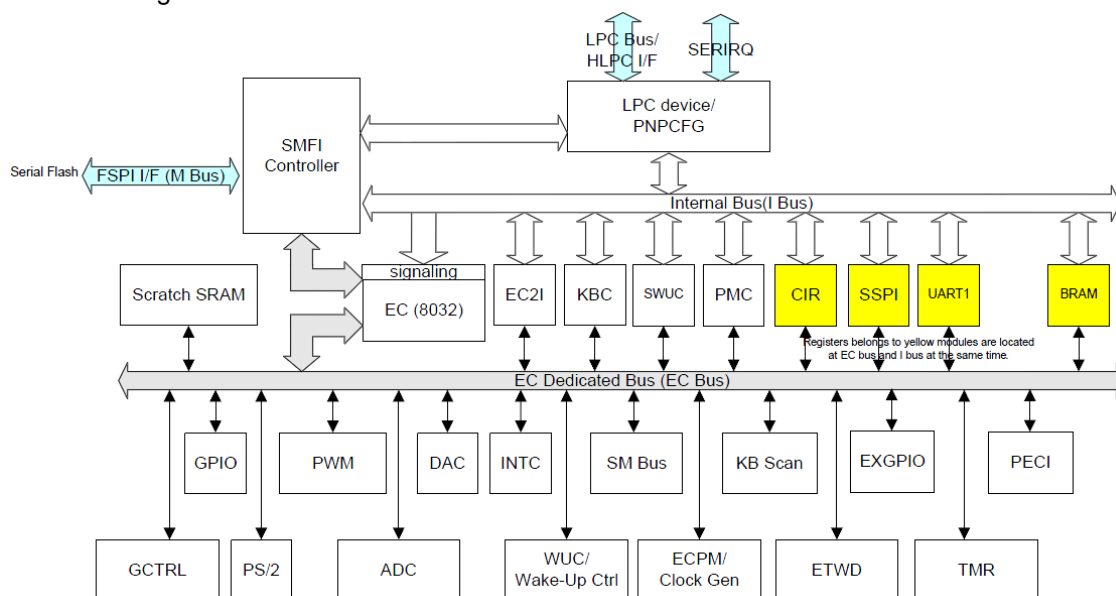 LPC Bus/
HLPC I/F
SERIRQ
LPC device/
PNPCFG
SMFI
Controller
Serial Flash
FSPI I/F (M Bus)
Internal Bus(I Bus)
signaling
EC (8032)
Scratch SRAM
EC2I
KBC
SWUC
PMC
CIR
SSPI
UART1
BRAM
Registers belongs to yellow modules are located
at EC bus and I bus at the same time.
EC Dedicated Bus (EC Bus)
GPIO
PWM
DAC
INTC
SM Bus
KB Scan
EXGPIO
PECI
GCTRL
PS/2
ADC
WUC/
Wake-Up Ctrl
ECPM/
Clock Gen
ETWD
TMR